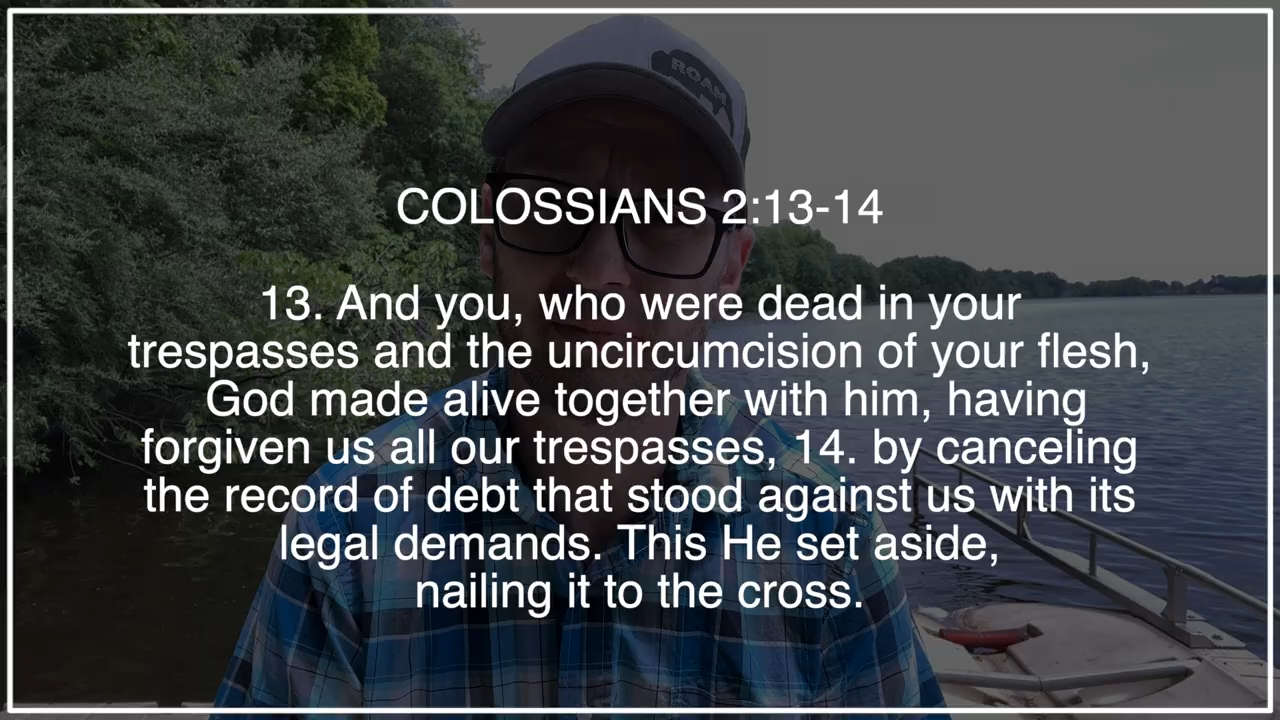 ROAM
COLOSSIANS 2:13-14
13. And you, who were dead in your
trespasses and the uncircumcision of your flesh,
God made alive together with him, having
forgiven us all our trespasses, 14. by canceling
the record of debt that stood against us with its
legal demands. This He set aside,
nailing it to the cross.